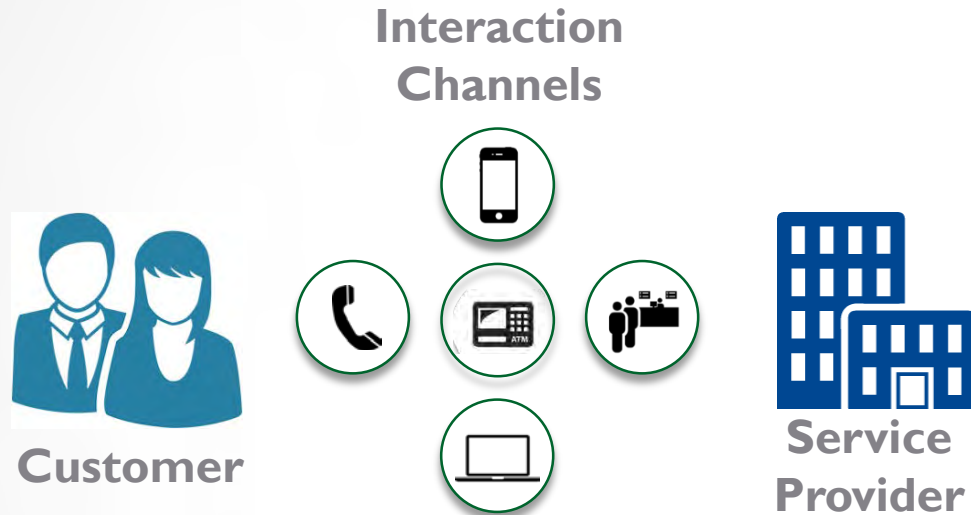 Interaction
Channels
ATM
Customer
Service
Provider